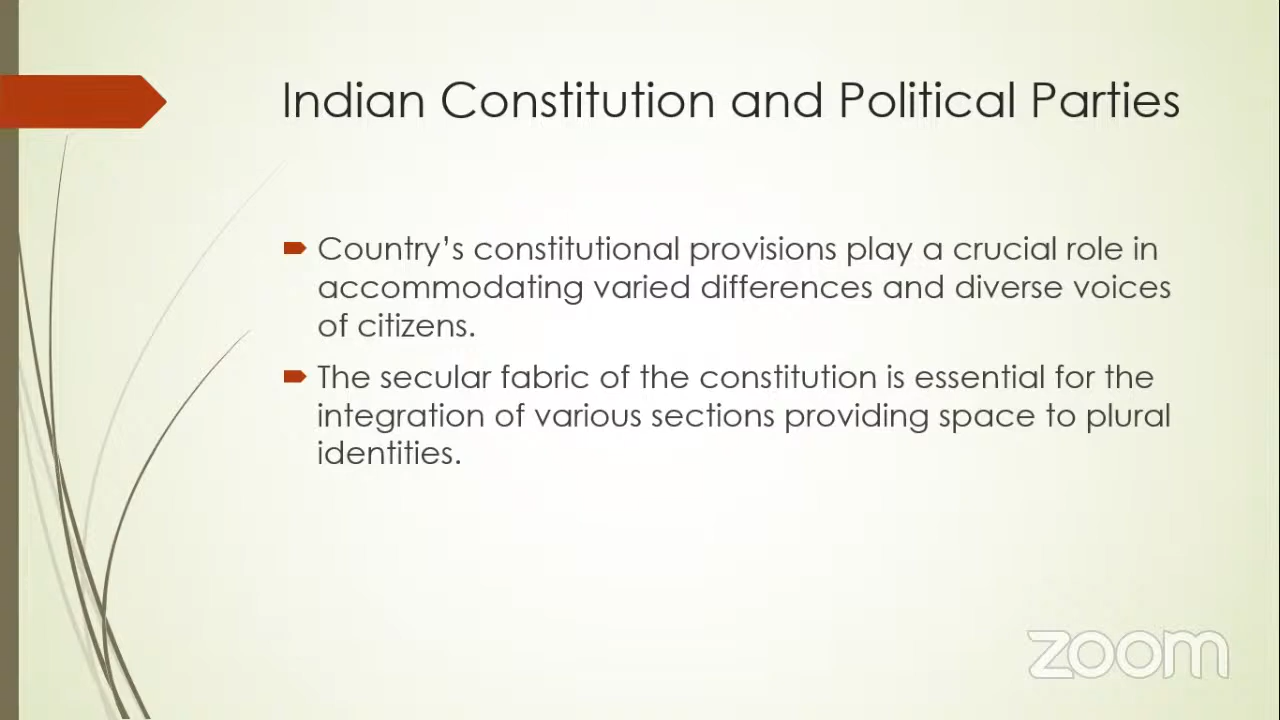 Indian Constitution and Political Parties
Country’s constitutional provisions play a crucial role in
accommodating varied differences and diverse voices
of citizens.
The secular fabric of the constitution is essential for the
integration of various sections providing space to plural
identities.
zoom